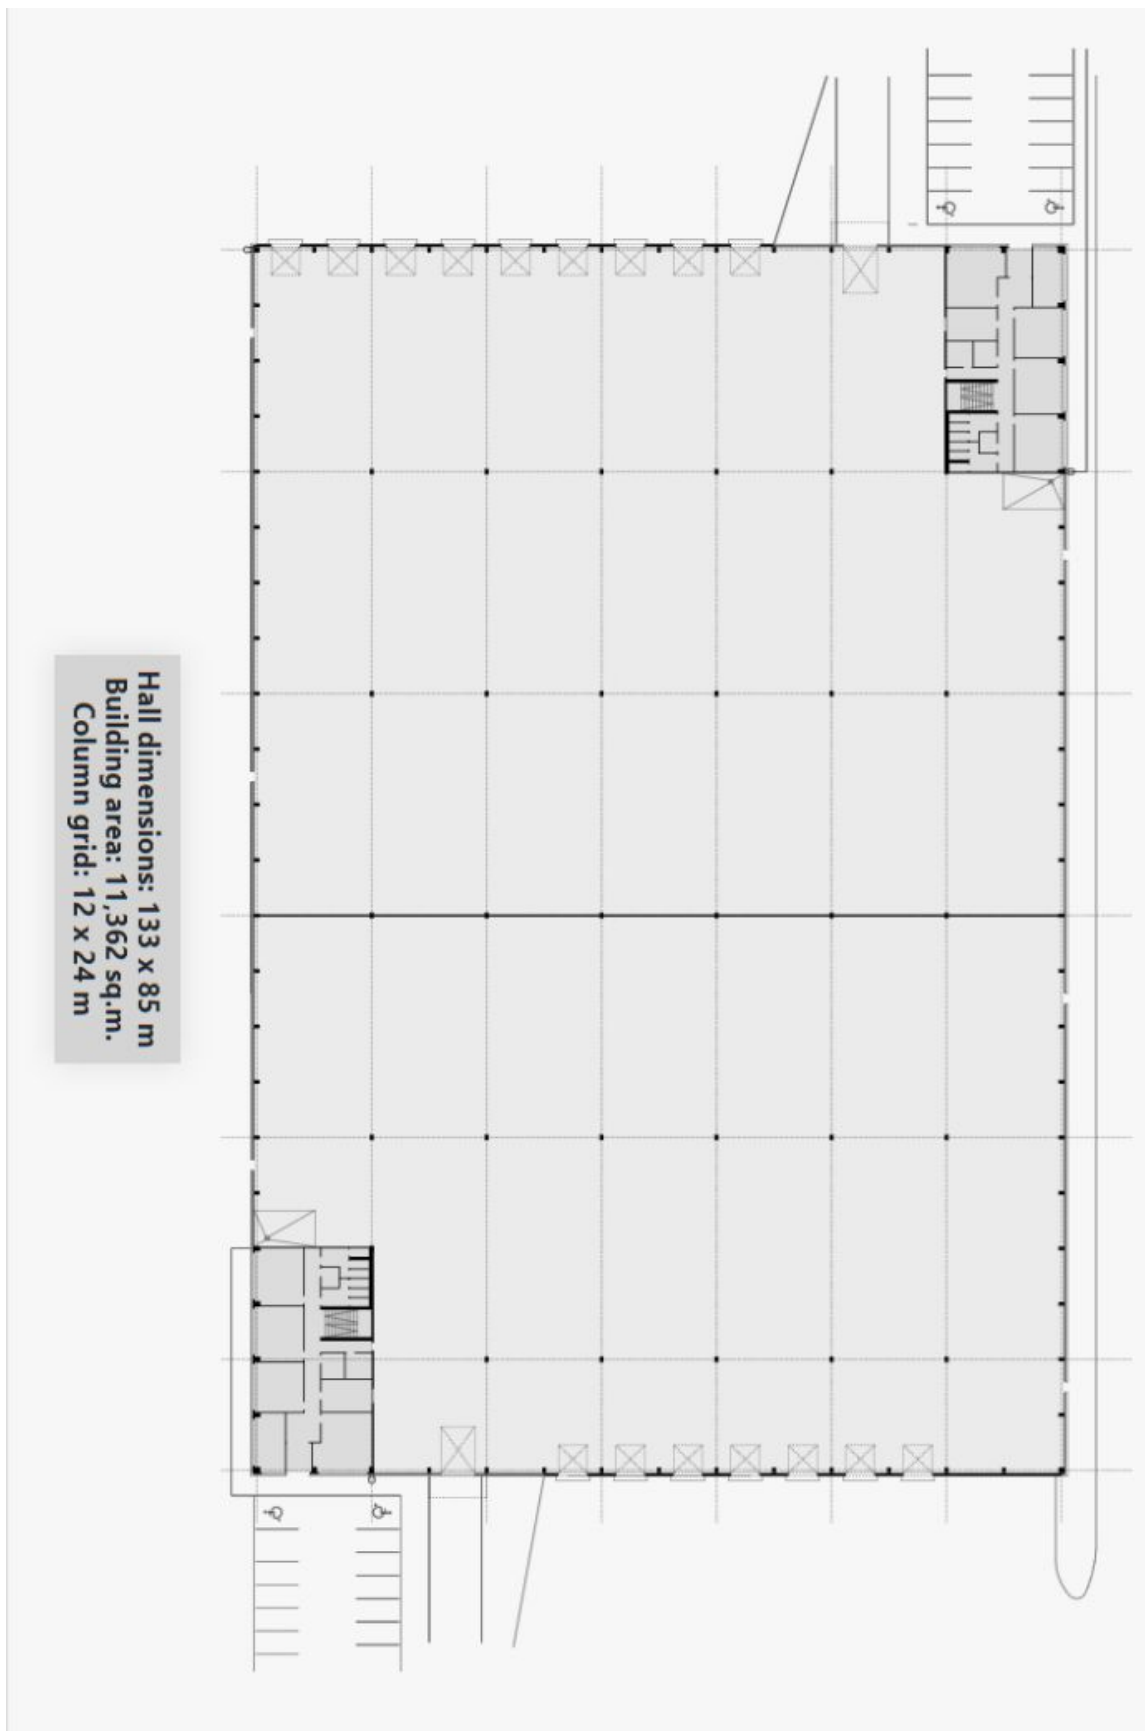 Hall dimensions: 133 x 85 m
Building area: 11,362 sq.m.
Column grid: 12 x 24 m